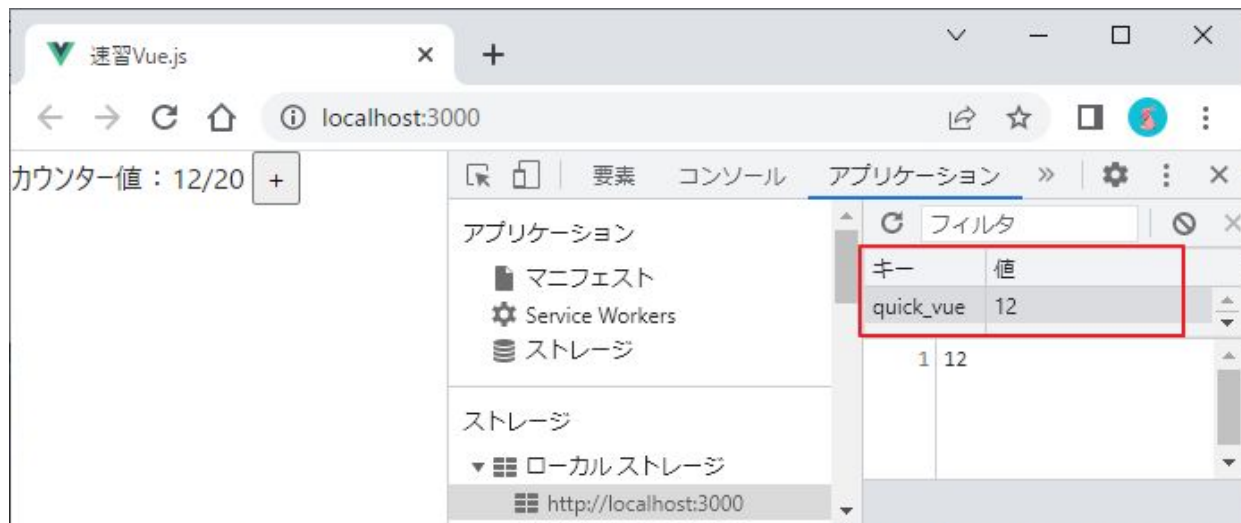 速習Vue.js
localhost:3000
カウンター値：12/20 +
要素 コンソール アプリケーション »
アプリケーション
マニフェスト
Service Workers
ストレージ
ストレージ
ローカル ストレージ
http://localhost:3000
フィルタ
キー 値
quick_vue 12
1 12